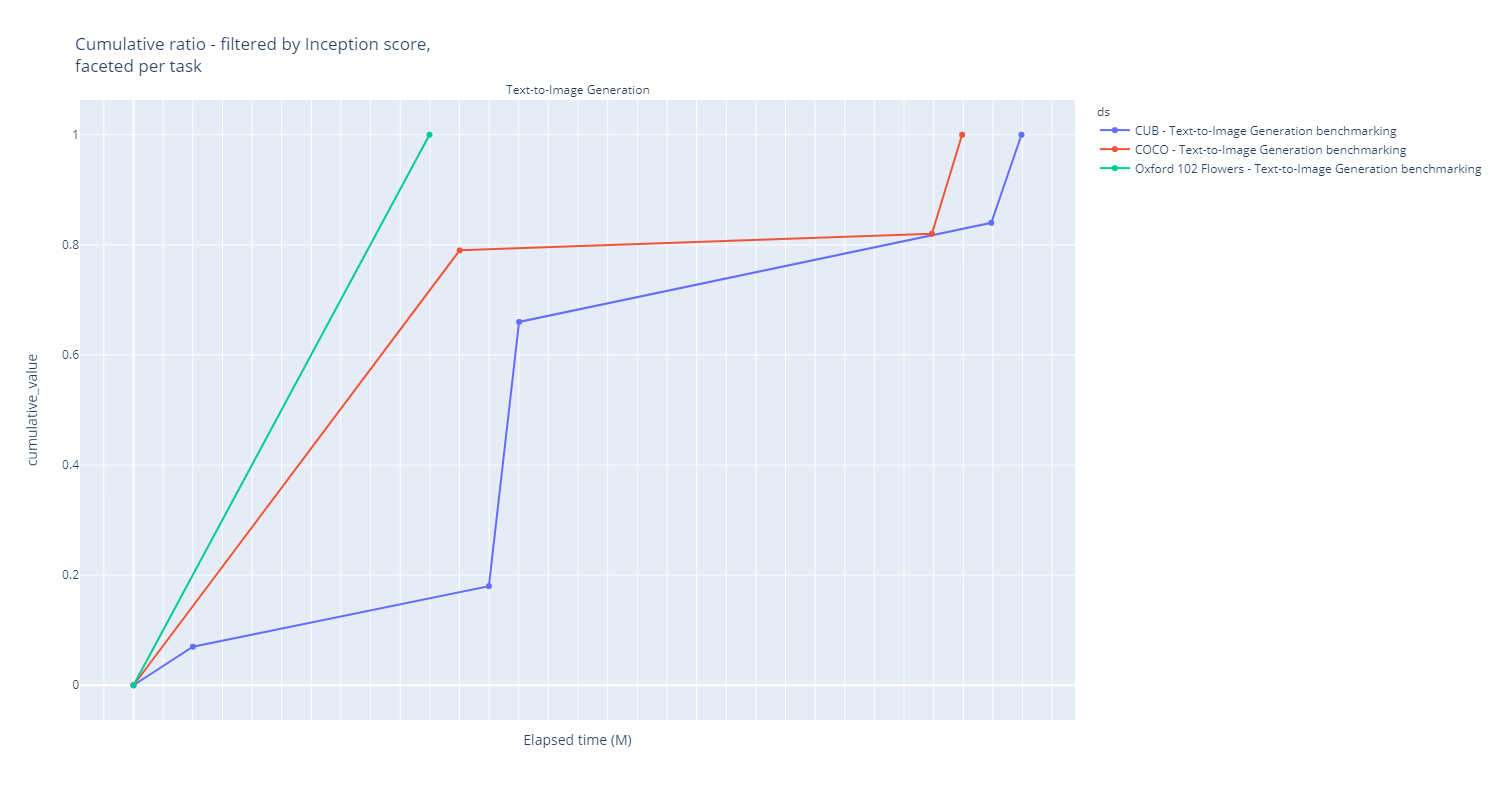 Cumulative ratio - filtered by Inception score,
faceted per task
Text-to-Image Generation
ds
CUB - Text-to-Image Generation benchmarking
COCO - Text-to-Image Generation benchmarking
Oxford 102 Flowers - Text-to-Image Generation benchmarking
1
0.8
0.6
0.4
0.2
0
cumulative_value
Elapsed time (M)